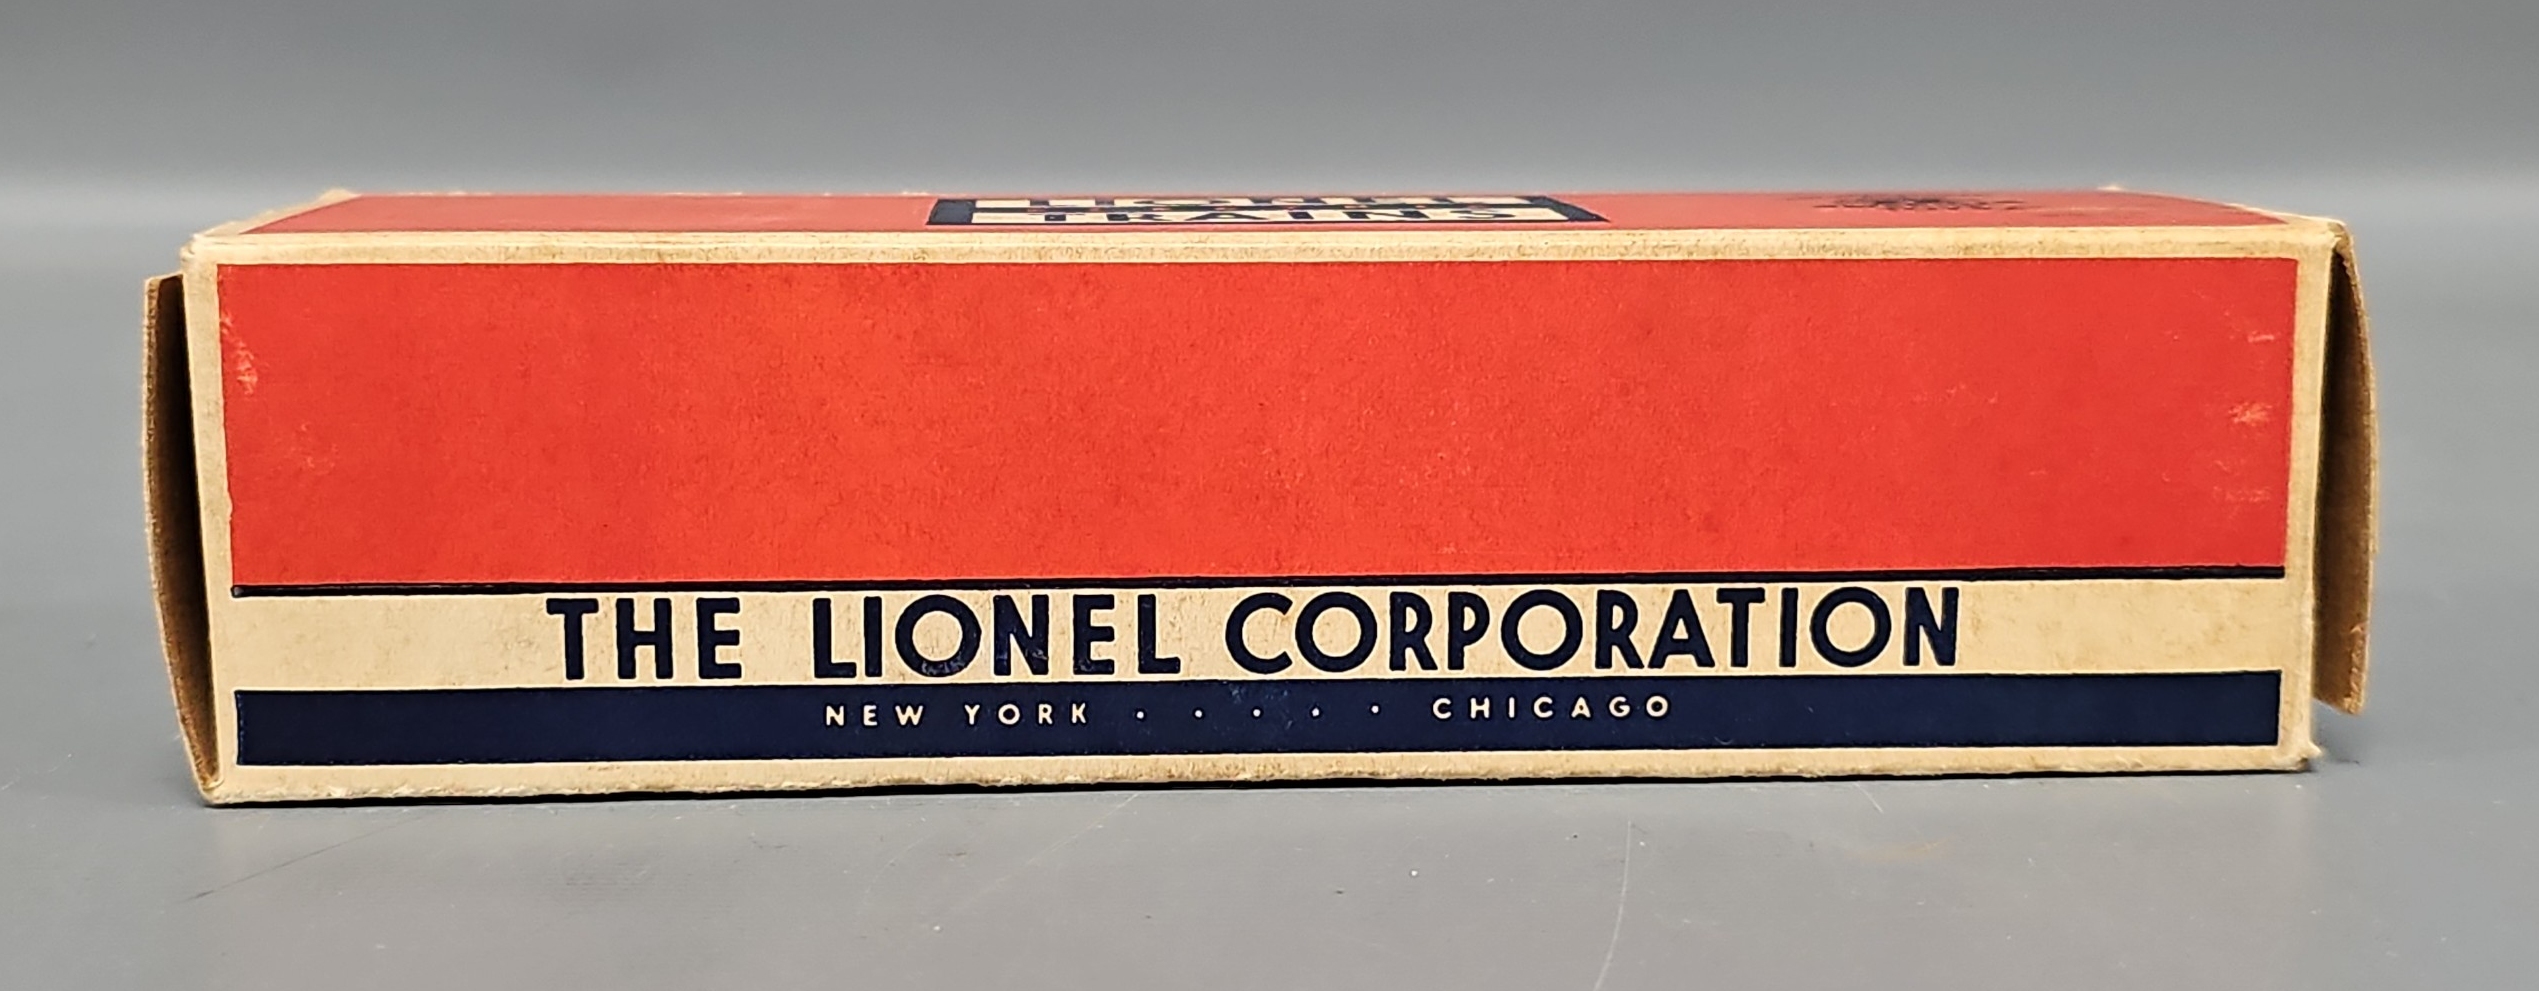 TRAINS
THE LIONEL CORPORATION
NEW YORK · · · · · CHICAGO